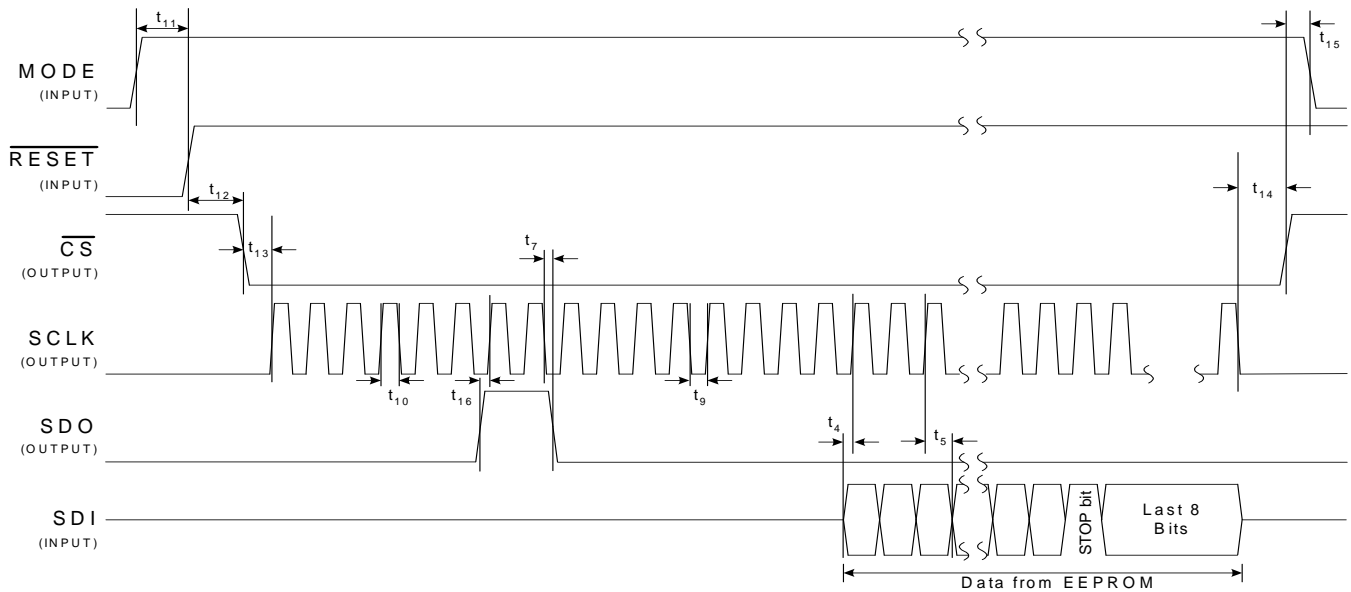 t11
t15
MODE
(INPUT)
RESET
(INPUT)
t12
t14
CS
(OUTPUT)
t13
t7
SCLK
(OUTPUT)
t10
t16
t9
SDO
(OUTPUT)
t4
t5
SDI
(INPUT)
STOP bit
Last 8
Bits
Data from EEPROM